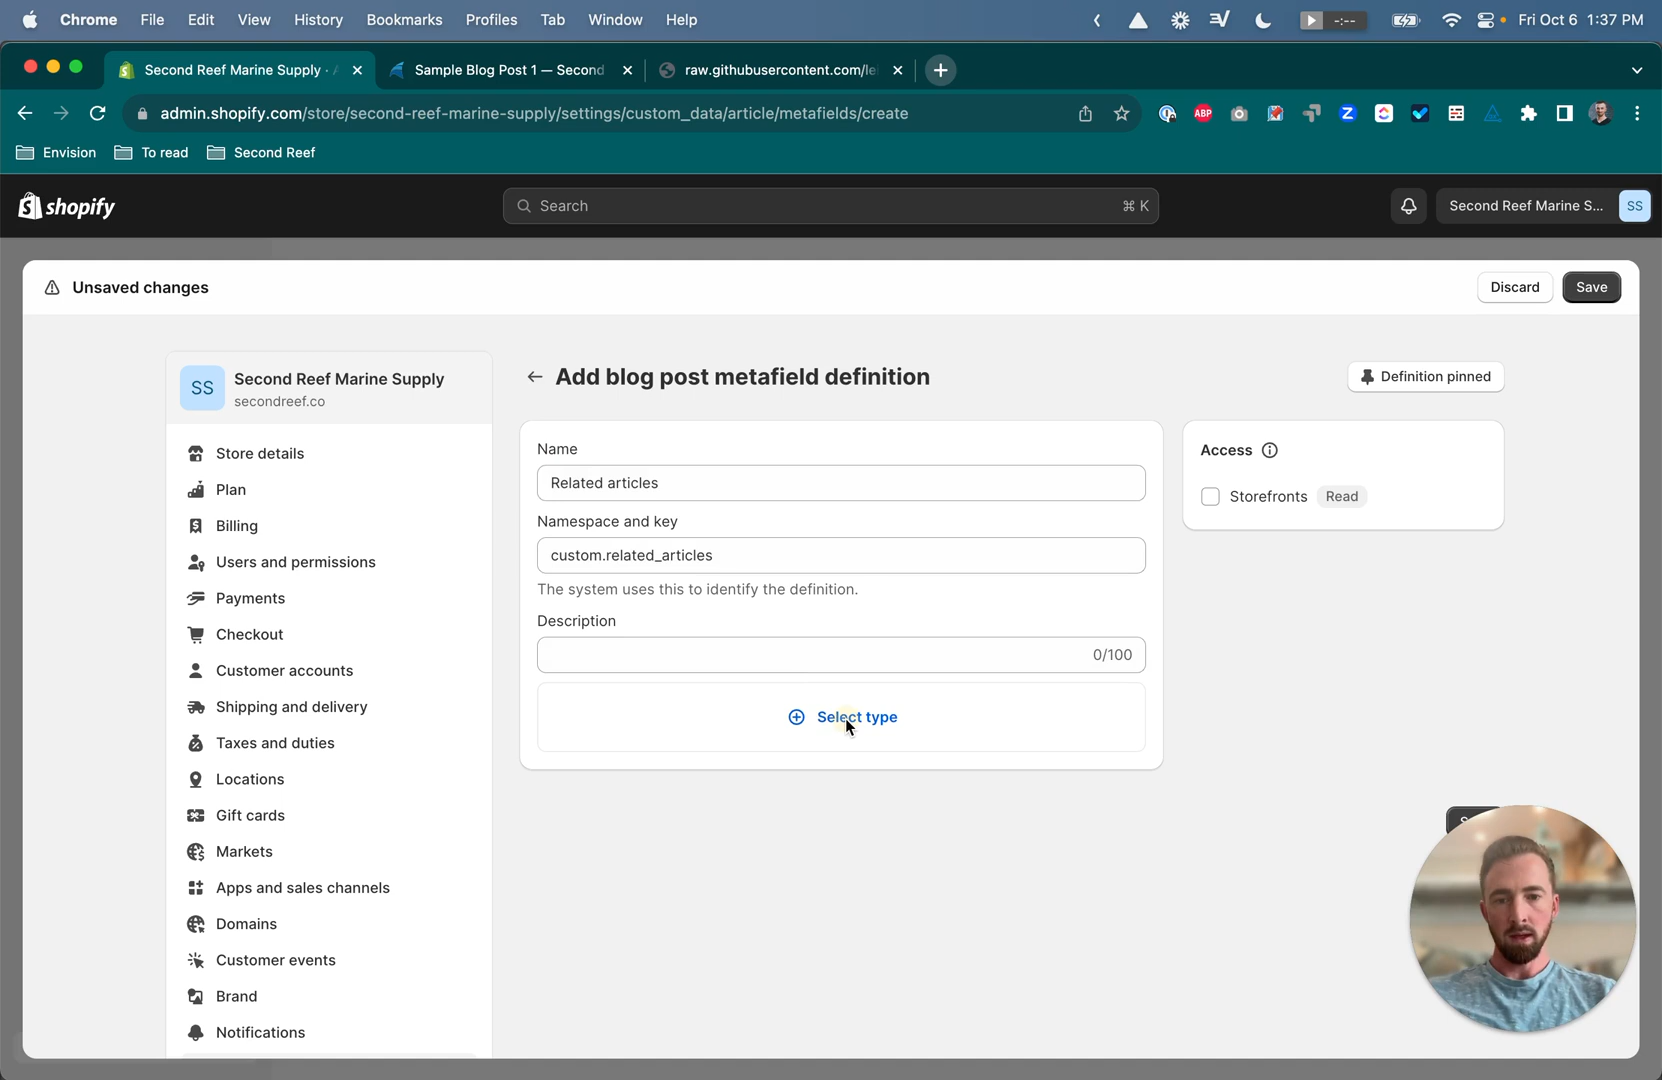 Chrome File Edit View History Bookmarks Profiles Tab Window Help -:-- Fri Oct 6 1:37 PM
Second Reef Marine Supply · Sample Blog Post 1 — Second raw.githubusercontent.com/
admin.shopify.com/store/second-reef-marine-supply/settings/custom_data/article/metafields/create ABP Z
Envision To read Second Reef
shopify Search ⌘ K Second Reef Marine S... SS
Unsaved changes Discard Save
SS Second Reef Marine Supply
secondreef.co
Add blog post metafield definition Definition pinned
Store details
Plan
Billing
Users and permissions
Payments
Checkout
Customer accounts
Shipping and delivery
Taxes and duties
Locations
Gift cards
Markets
Apps and sales channels
Domains
Customer events
Brand
Notifications
Name
Related articles
Namespace and key
custom.related_articles
The system uses this to identify the definition.
Description
0/100
Select type
Access
Storefronts Read